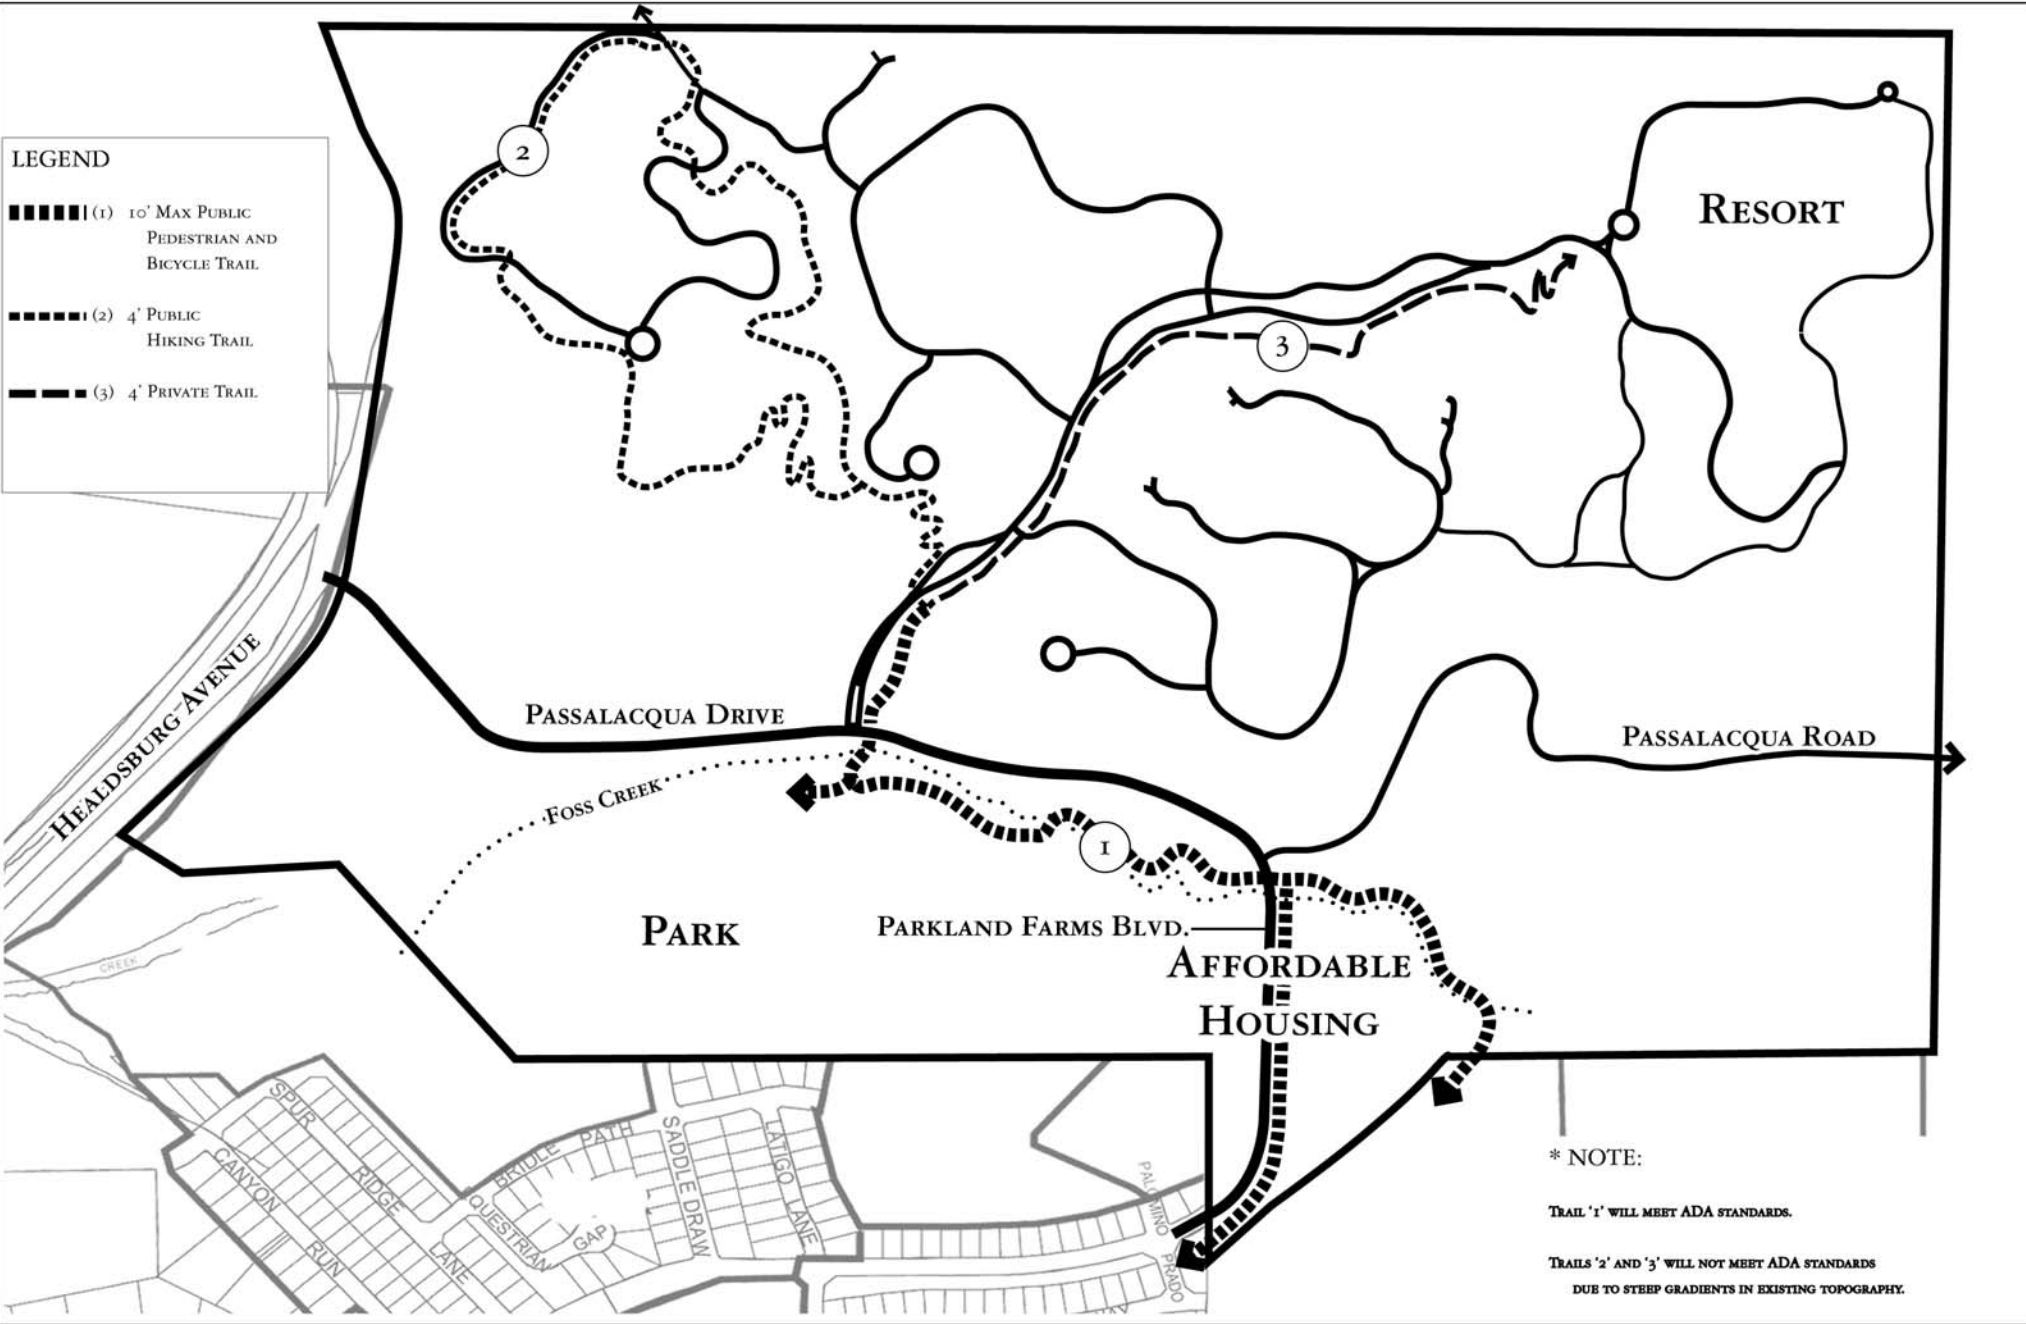 LEGEND
(1) 10' MAX PUBLIC
PEDESTRIAN AND
BICYCLE TRAIL
(2) 4' PUBLIC
HIKING TRAIL
(3) 4' PRIVATE TRAIL
2
RESORT
3
HEALDSBURG AVENUE
PASSALACQUA DRIVE
PASSALACQUA ROAD
FOSS CREEK
1
PARK
PARKLAND FARMS BLVD.
AFFORDABLE
HOUSING
CREEK
SPUR
RIDGE
LANE
CANYON
RUN
BRIDLE PATH
EQUESTRIAN
GAP
SADDLE DRAW
LATIGO LANE
PALOMINO
PRADO
* NOTE:
TRAIL '1' WILL MEET ADA STANDARDS.
TRAILS '2' AND '3' WILL NOT MEET ADA STANDARDS
DUE TO STEEP GRADIENTS IN EXISTING TOPOGRAPHY.